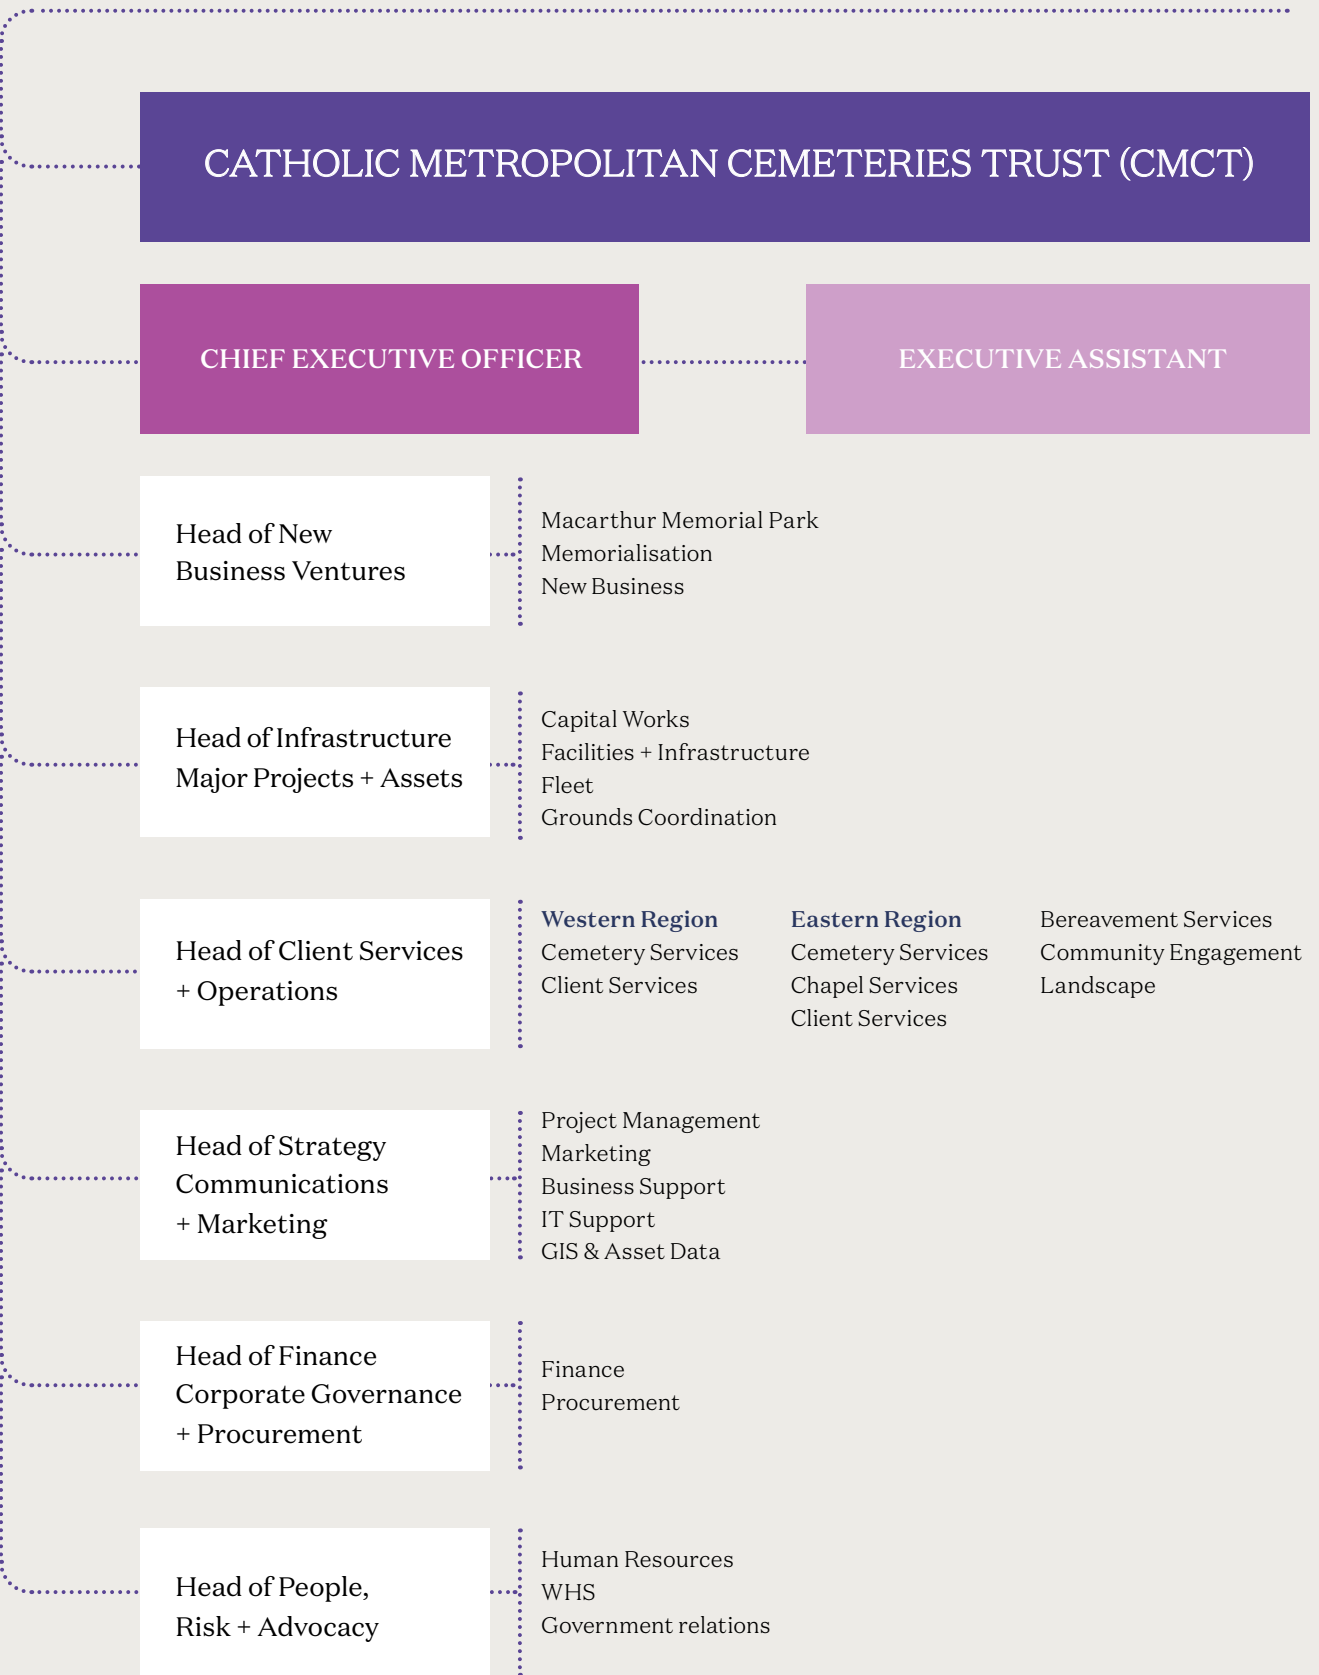 CATHOLIC METROPOLITAN CEMETERIES TRUST (CMCT)
CHIEF EXECUTIVE OFFICER
EXECUTIVE ASSISTANT
Head of New
Business Ventures
Macarthur Memorial Park
Memorialisation
New Business
Head of Infrastructure
Major Projects + Assets
Capital Works
Facilities + Infrastructure
Fleet
Grounds Coordination
Head of Client Services
+ Operations
Western Region
Cemetery Services
Client Services
Eastern Region
Cemetery Services
Chapel Services
Client Services
Bereavement Services
Community Engagement
Landscape
Head of Strategy
Communications
+ Marketing
Project Management
Marketing
Business Support
IT Support
GIS & Asset Data
Head of Finance
Corporate Governance
+ Procurement
Finance
Procurement
Head of People,
Risk + Advocacy
Human Resources
WHS
Government relations